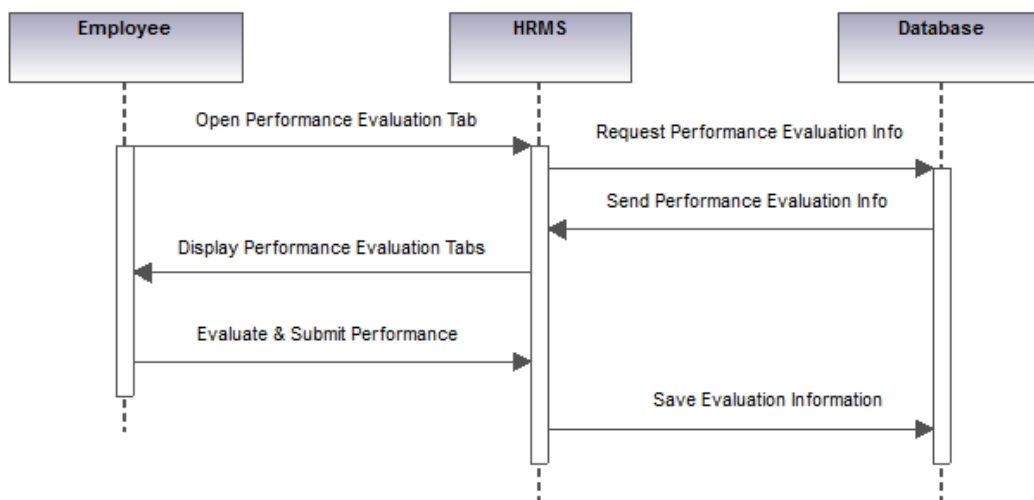 Employee
HRMS
Database
Open Performance Evaluation Tab
Request Performance Evaluation Info
Send Performance Evaluation Info
Display Performance Evaluation Tabs
Evaluate & Submit Performance
Save Evaluation Information